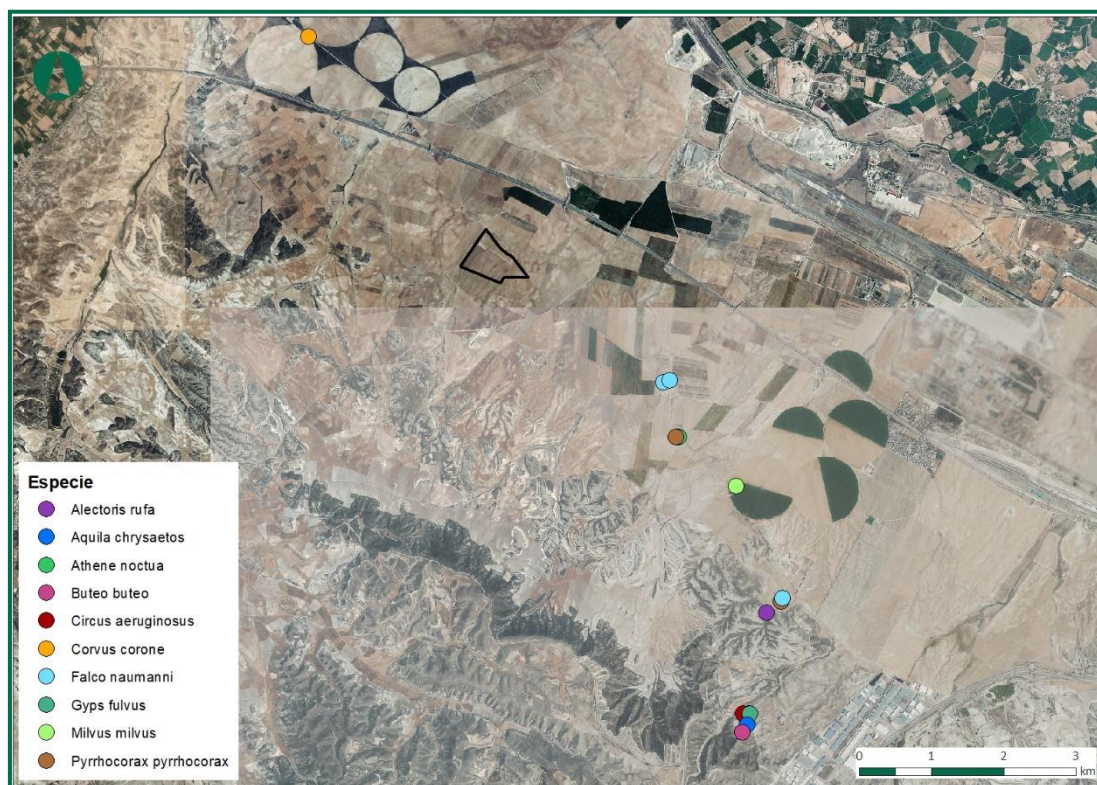 Especie
Alectoris rufa
Aquila chrysaetos
Athene noctua
Buteo buteo
Circus aeruginosus
Corvus corone
Falco naumanni
Gyps fulvus
Milvus milvus
Pyrrhocorax pyrrhocorax
0 1 2 3
km